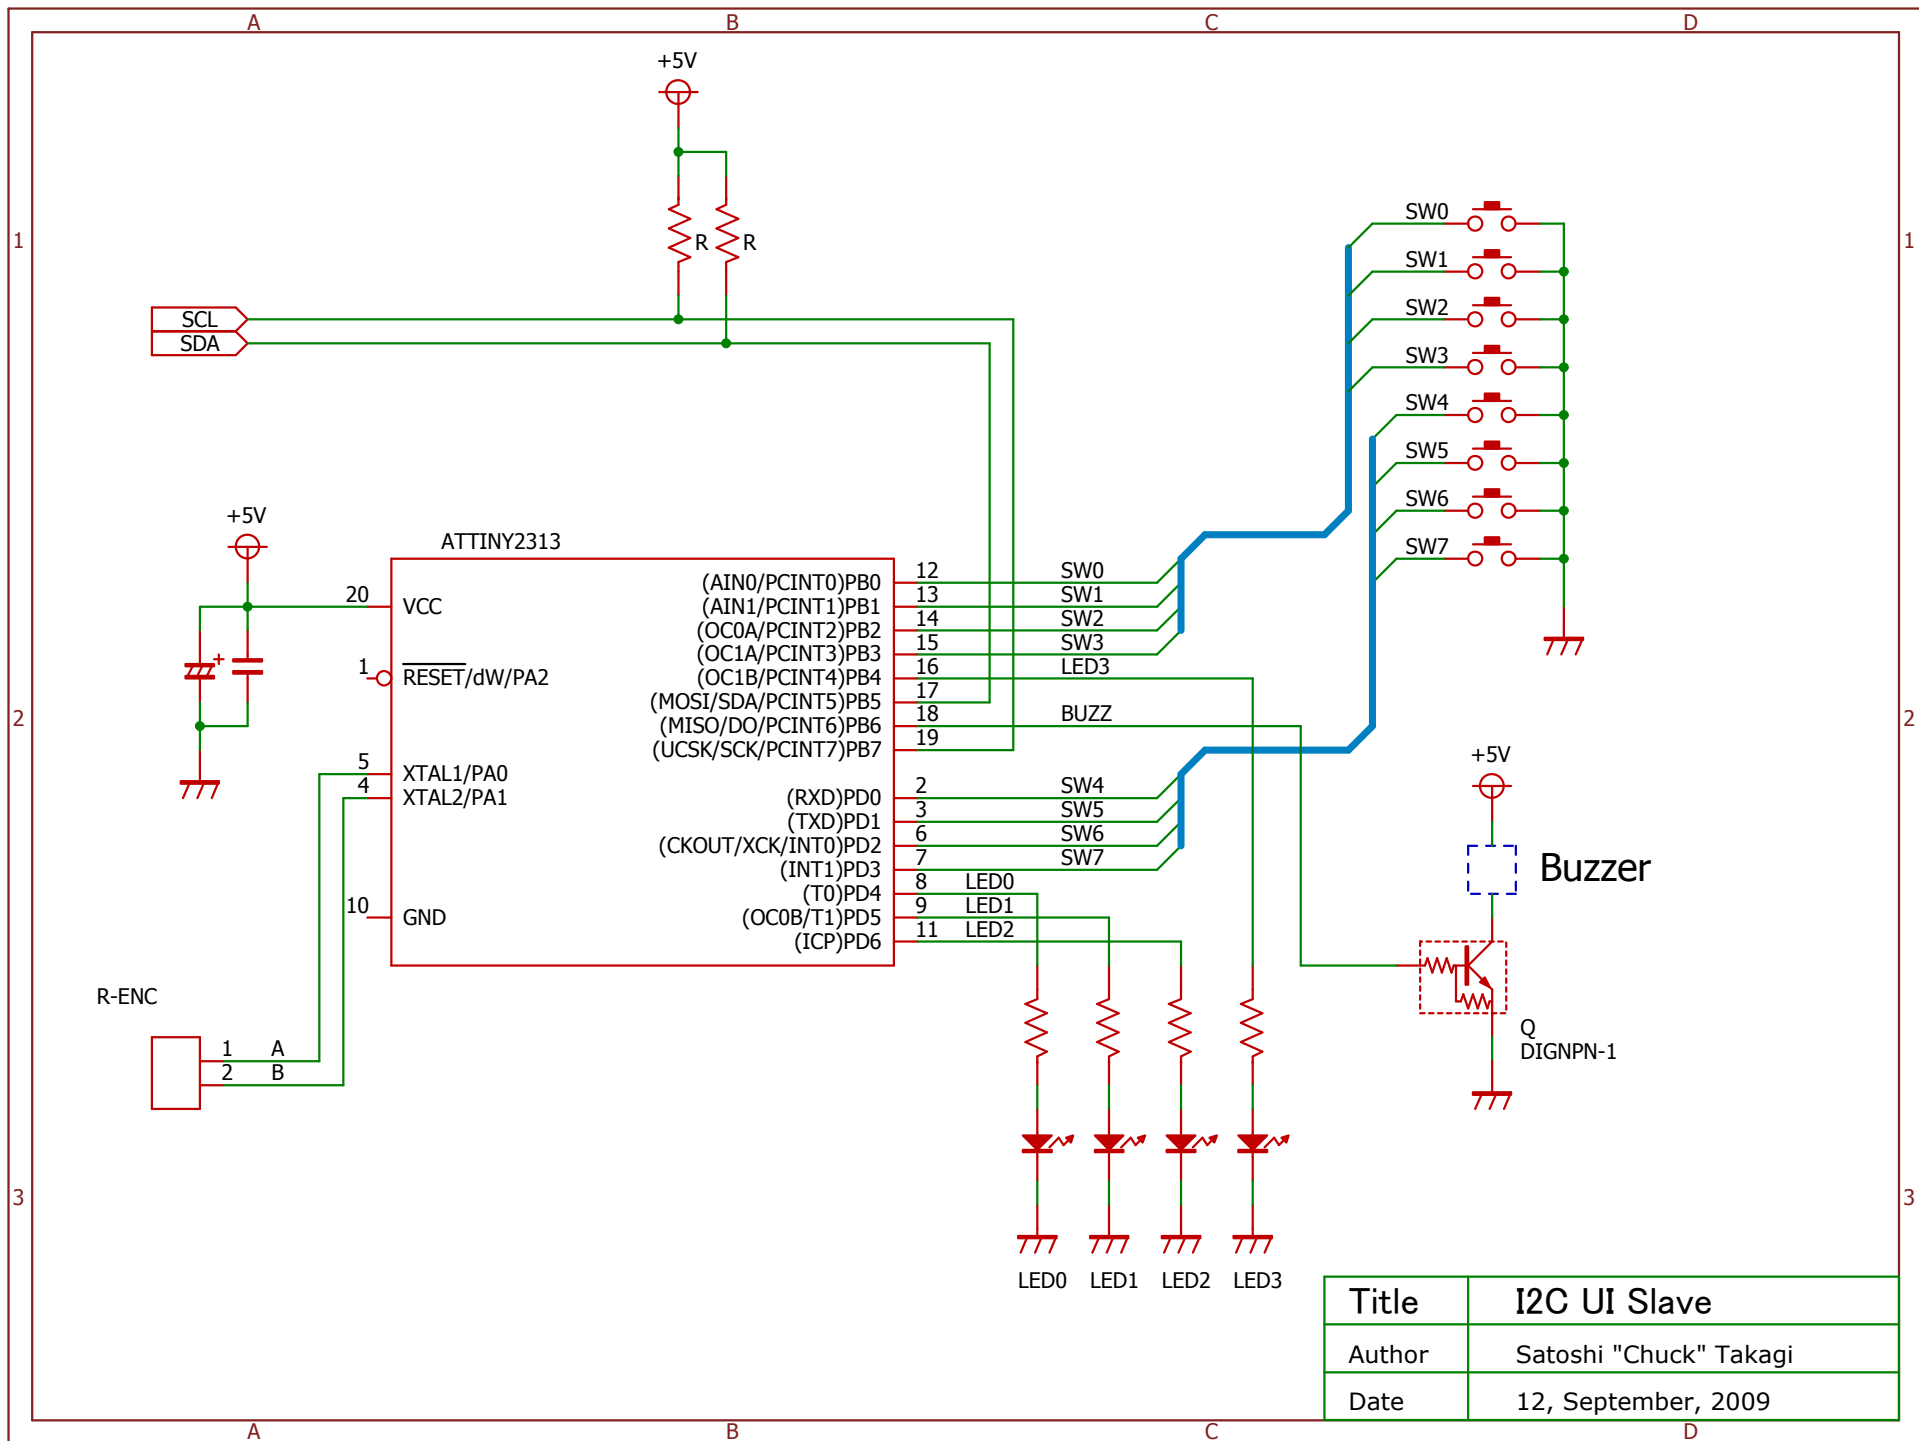 A B C D
+5V
R R
1 1
SCL
SDA
SW0
SW1
SW2
SW3
SW4
SW5
SW6
SW7
+5V
ATTINY2313
20 VCC
1 RESET/dW/PA2
5 XTAL1/PA0
4 XTAL2/PA1
10 GND
(AIN0/PCINT0)PB0 12 SW0
(AIN1/PCINT1)PB1 13 SW1
(OC0A/PCINT2)PB2 14 SW2
(OC1A/PCINT3)PB3 15 SW3
(OC1B/PCINT4)PB4 16 LED3
(MOSI/SDA/PCINT5)PB5 17
(MISO/DO/PCINT6)PB6 18 BUZZ
(UCSK/SCK/PCINT7)PB7 19
(RXD)PD0 2 SW4
(TXD)PD1 3 SW5
(CKOUT/XCK/INT0)PD2 6 SW6
(INT1)PD3 7 SW7
(T0)PD4 8 LED0
(OC0B/T1)PD5 9 LED1
(ICP)PD6 11 LED2
+
2 2
+5V
Buzzer
Q
DIGNPN-1
R-ENC
1 A
2 B
3 3
LED0 LED1 LED2 LED3
Title I2C UI Slave
Author Satoshi "Chuck" Takagi
Date 12, September, 2009
A B C D